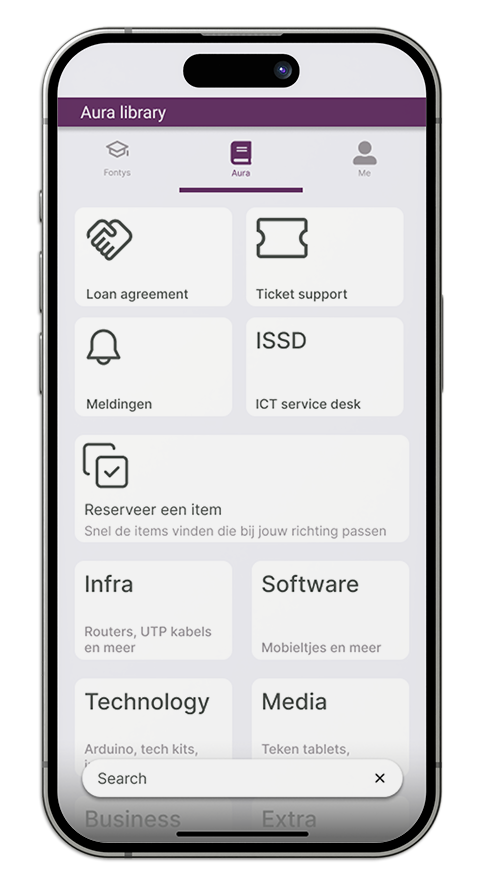 Aura library
Fontys
Aura
Me
Loan agreement
Ticket support
Meldingen
ISSD
ICT service desk
Reserveer een item
Snel de items vinden die bij jouw richting passen
Infra
Routers, UTP kabels
en meer
Software
Mobieltjes en meer
Technology
Arduino, tech kits,
Media
Teken tablets,
Search
Business
Extra